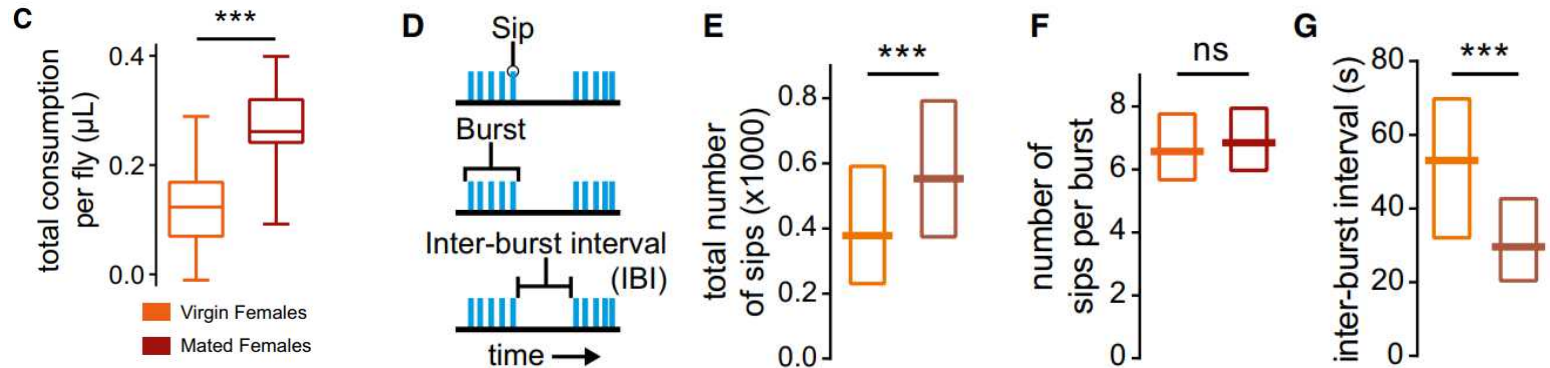 C
***
total consumption
per fly (µL)
0.4
0.2
0.0
Virgin Females
Mated Females
D
Sip
Burst
Inter-burst interval
(IBI)
time
E
***
total number
of sips (x1000)
0.8
0.6
0.4
0.2
0.0
F
ns
number of
sips per burst
8
6
4
2
0
G
***
inter-burst interval (s)
80
60
40
20
0